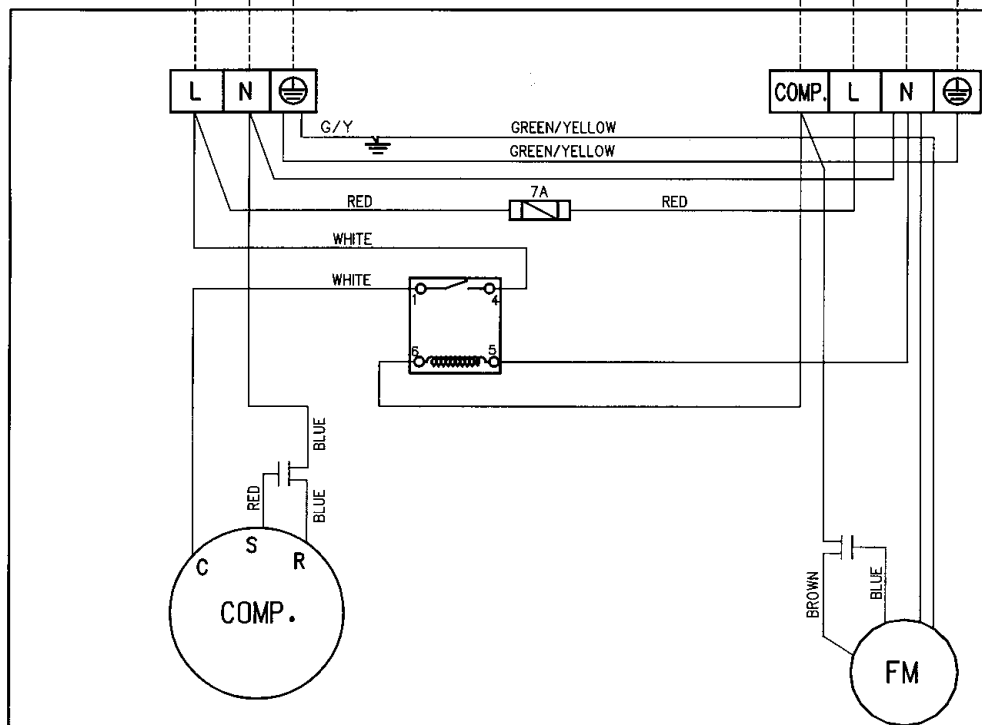 L N COMP. L N
G/Y GREEN/YELLOW
GREEN/YELLOW
7A
RED RED
WHITE
WHITE
1 4
6 5
BLUE
RED BLUE
S
C R
COMP.
BROWN BLUE
FM